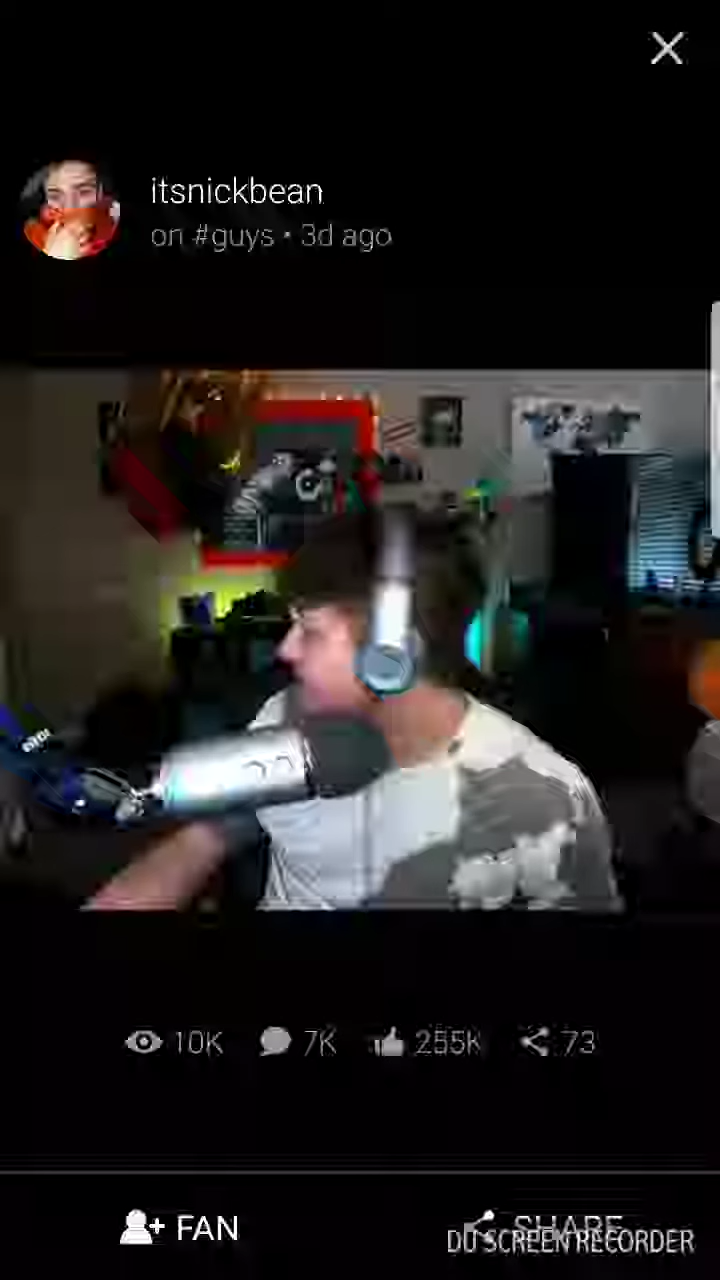 itsnickbean
on #guys • 3d ago
10K 7K 255K 73
FAN
SHARE
DU SCREEN RECORDER